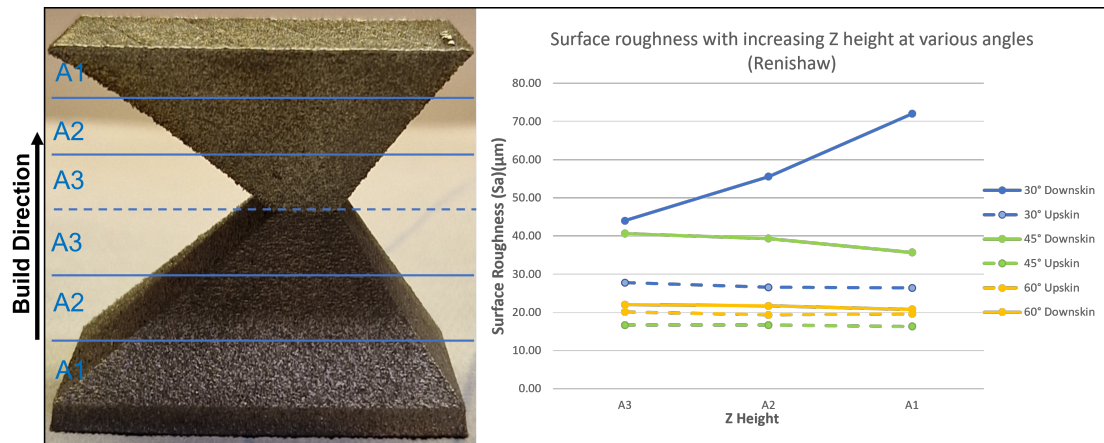 A1
A2
A3
A3
A2
A1
Build Direction
Surface roughness with increasing Z height at various angles
(Renishaw)
Surface Roughness (Sa)(µm)
80.00
70.00
60.00
50.00
40.00
30.00
20.00
10.00
0.00
A3
A2
A1
Z Height
30° Downskin
30° Upskin
45° Downskin
45° Upskin
60° Upskin
60° Downskin